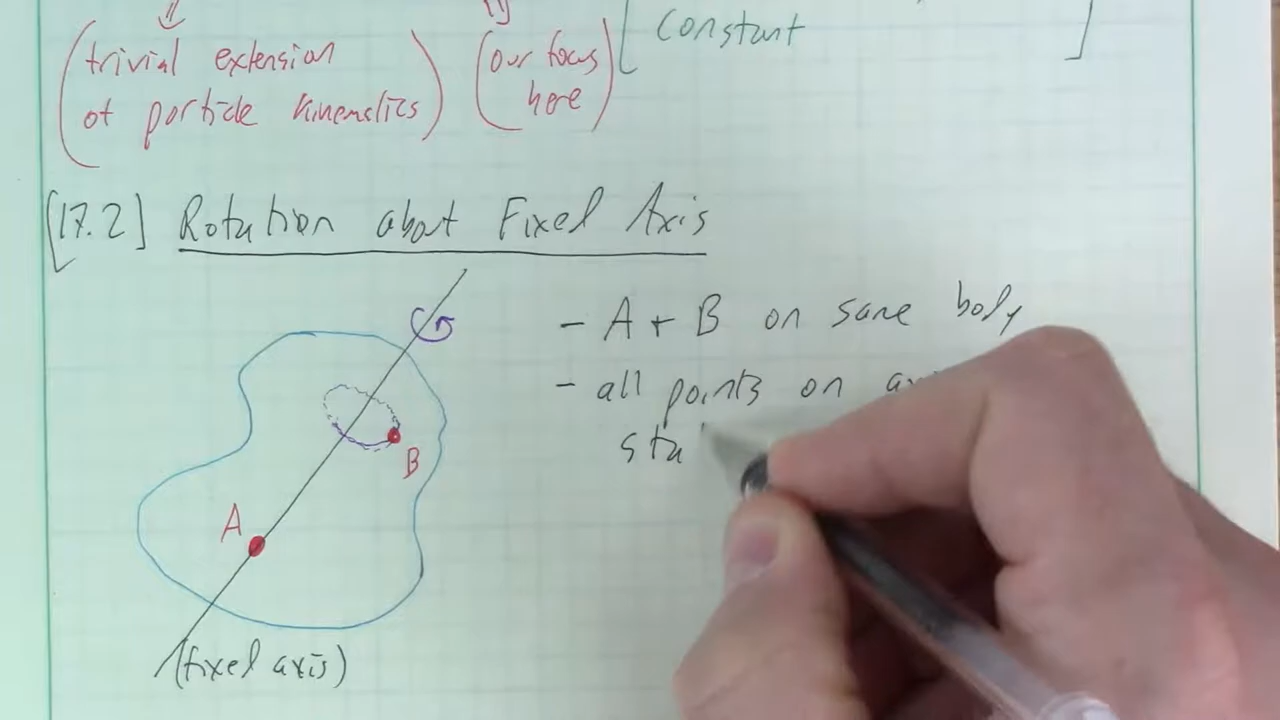 (trivial extension
of particle kinematics)
(our focus
here)
[constant ]
[17.2] Rotation about Fixed Axis
- A + B on same body
- all points on axi
sta
B
A
(fixed axis)